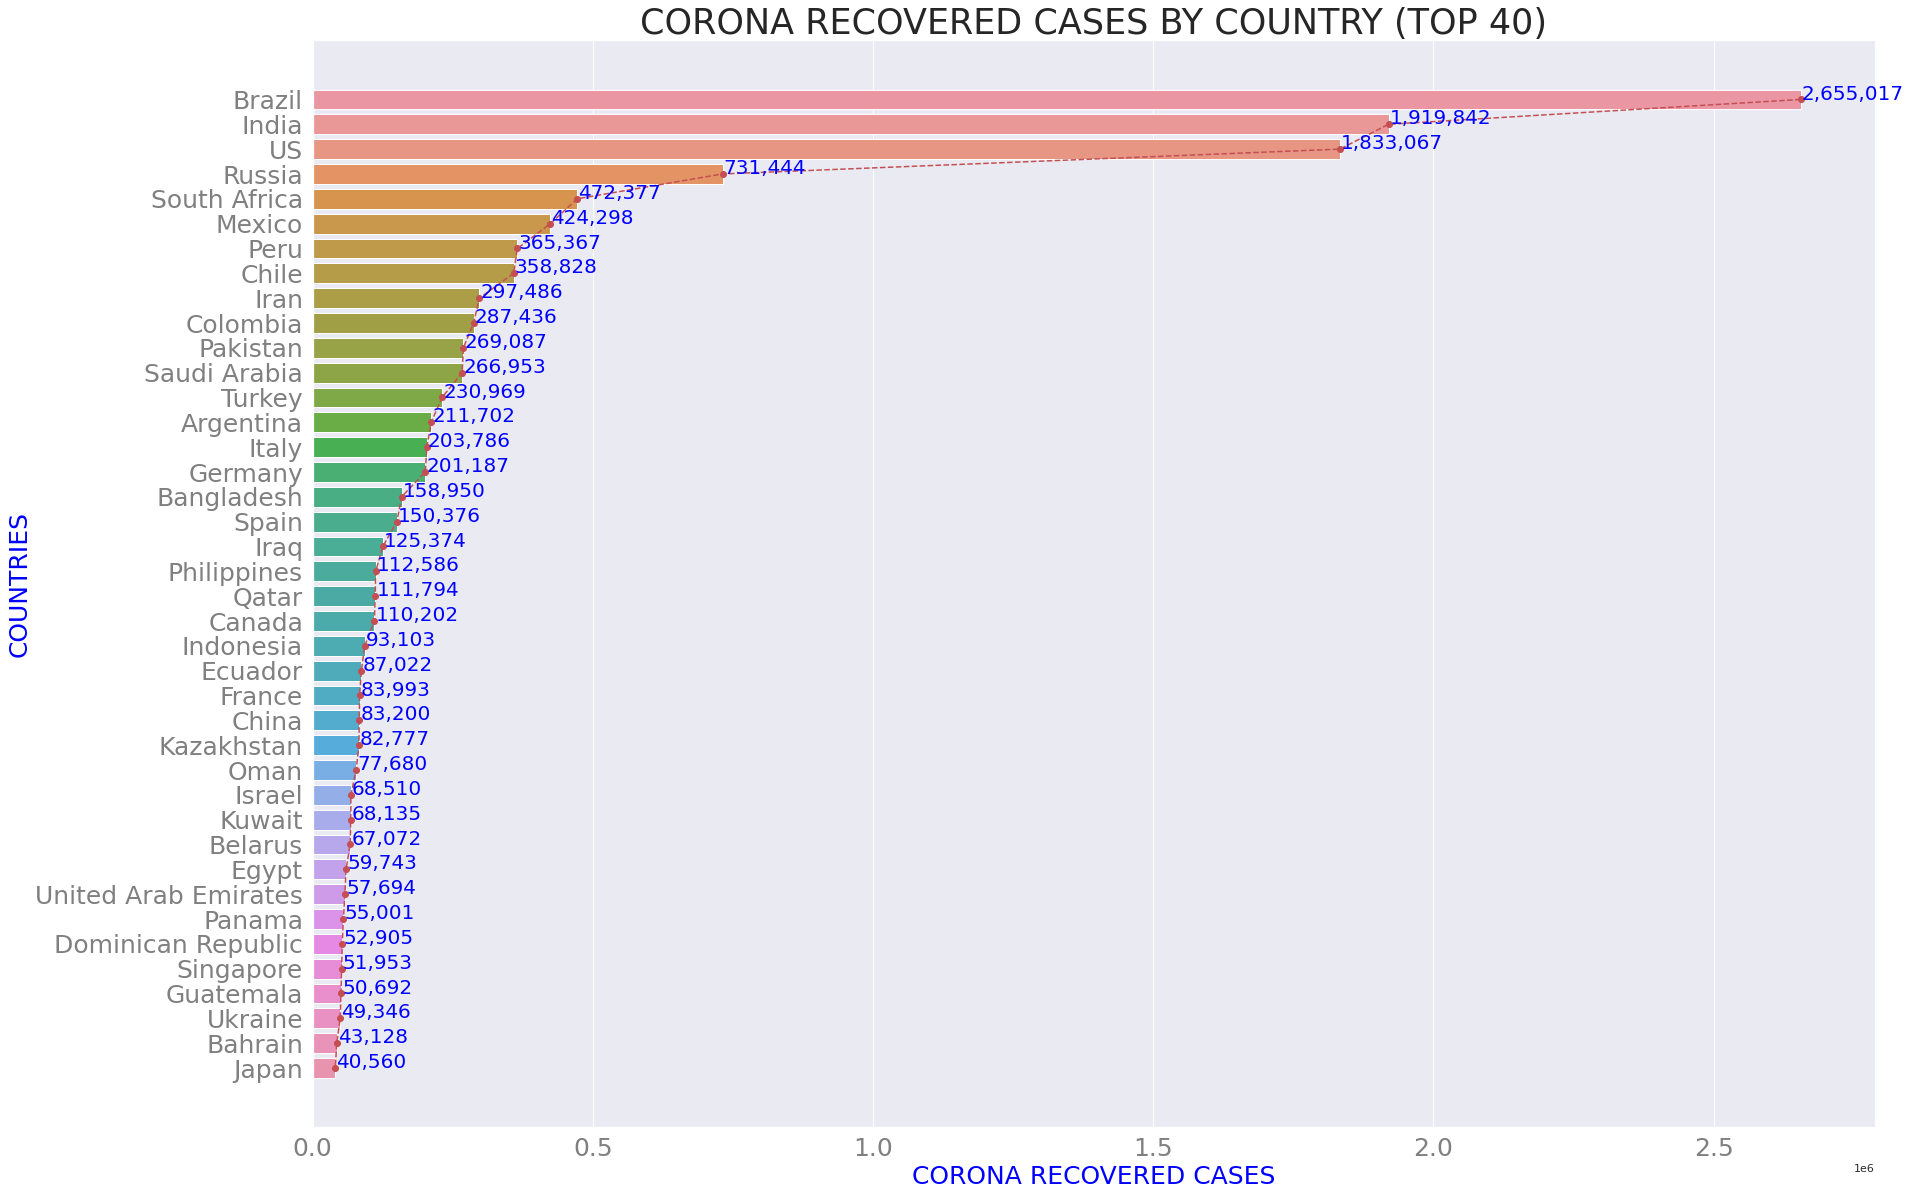 CORONA RECOVERED CASES BY COUNTRY (TOP 40)
Brazil 2,655,017
India 1,919,842
US 1,833,067
Russia 731,444
South Africa 472,377
Mexico 424,298
Peru 365,367
Chile 358,828
Iran 297,486
Colombia 287,436
Pakistan 269,087
Saudi Arabia 266,953
Turkey 230,969
Argentina 211,702
Italy 203,786
Germany 201,187
Bangladesh 158,950
Spain 150,376
Iraq 125,374
Philippines 112,586
Qatar 111,794
Canada 110,202
Indonesia 93,103
Ecuador 87,022
France 83,993
China 83,200
Kazakhstan 82,777
Oman 77,680
Israel 68,510
Kuwait 68,135
Belarus 67,072
Egypt 59,743
United Arab Emirates 57,694
Panama 55,001
Dominican Republic 52,905
Singapore 51,953
Guatemala 50,692
Ukraine 49,346
Bahrain 43,128
Japan 40,560
COUNTRIES
0.0 0.5 1.0 1.5 2.0 2.5
1e6
CORONA RECOVERED CASES